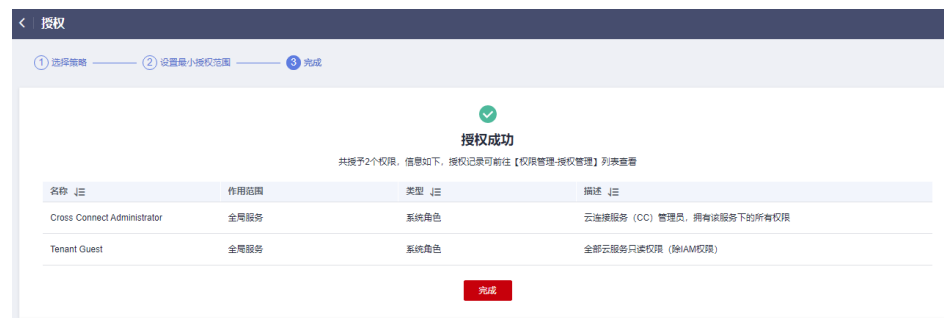 授权
1 选择策略 2 设置最小授权范围 3 完成
授权成功
共授予2个权限，信息如下，授权记录可前往【权限管理-授权管理】列表查看
名称 作用范围 类型 描述
Cross Connect Administrator 全局服务 系统角色 云连接服务（CC）管理员，拥有该服务下的所有权限
Tenant Guest 全局服务 系统角色 全部云服务只读权限（除IAM权限）
完成